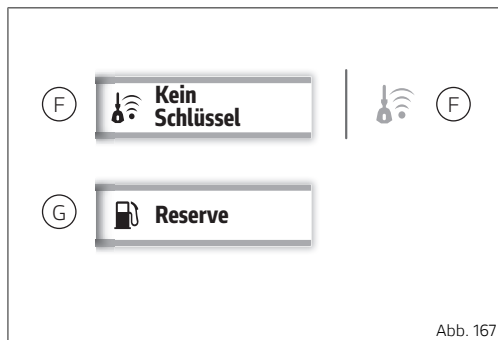 F
Kein
Schlüssel
F
G
Reserve
Abb. 167